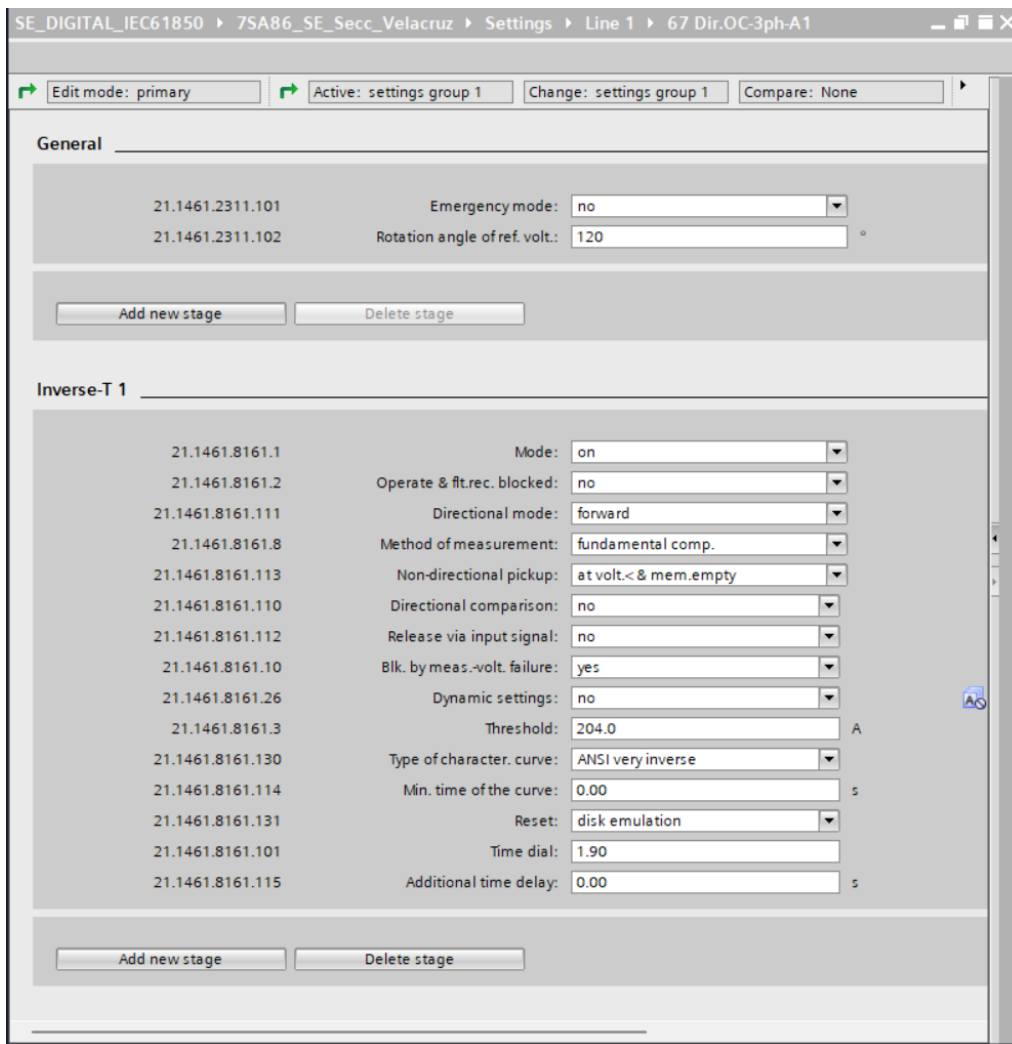 SE_DIGITAL_IEC61850 ▸ 7SA86_SE_Secc_Velacruz ▸ Settings ▸ Line 1 ▸ 67 Dir.OC-3ph-A1
Edit mode: primary Active: settings group 1 Change: settings group 1 Compare: None
General
21.1461.2311.101 Emergency mode: no
21.1461.2311.102 Rotation angle of ref. volt.: 120 °
Add new stage Delete stage
Inverse-T 1
21.1461.8161.1 Mode: on
21.1461.8161.2 Operate & flt.rec. blocked: no
21.1461.8161.111 Directional mode: forward
21.1461.8161.8 Method of measurement: fundamental comp.
21.1461.8161.113 Non-directional pickup: at volt.< & mem.empty
21.1461.8161.110 Directional comparison: no
21.1461.8161.112 Release via input signal: no
21.1461.8161.10 Blk. by meas.-volt. failure: yes
21.1461.8161.26 Dynamic settings: no
21.1461.8161.3 Threshold: 204.0 A
21.1461.8161.130 Type of character. curve: ANSI very inverse
21.1461.8161.114 Min. time of the curve: 0.00 s
21.1461.8161.131 Reset: disk emulation
21.1461.8161.101 Time dial: 1.90
21.1461.8161.115 Additional time delay: 0.00 s
Add new stage Delete stage